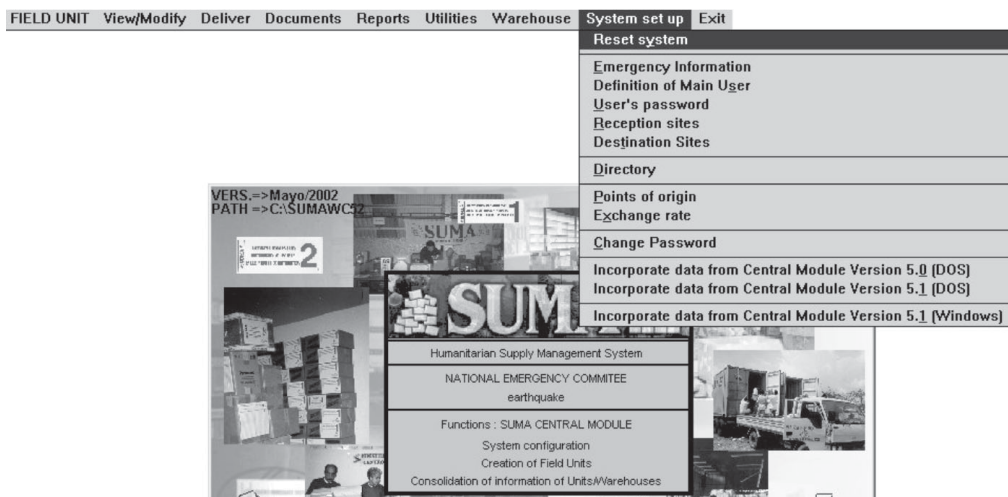 FIELD UNIT View/Modify Deliver Documents Reports Utilities Warehouse System set up Exit
Reset system
Emergency Information
Definition of Main User
User's password
Reception sites
Destination Sites
Directory
Points of origin
Exchange rate
Change Password
Incorporate data from Central Module Version 5.0 (DOS)
Incorporate data from Central Module Version 5.1 (DOS)
Incorporate data from Central Module Version 5.1 (Windows)
VERS.=>Mayo/2002
PATH =>C:\SUMAWC52
1
SUMA
2
Humanitarian Supply Management System
NATIONAL EMERGENCY COMMITEE
earthquake
Functions : SUMA CENTRAL MODULE
System configuration
Creation of Field Units
Consolidation of information of Units/Warehouses